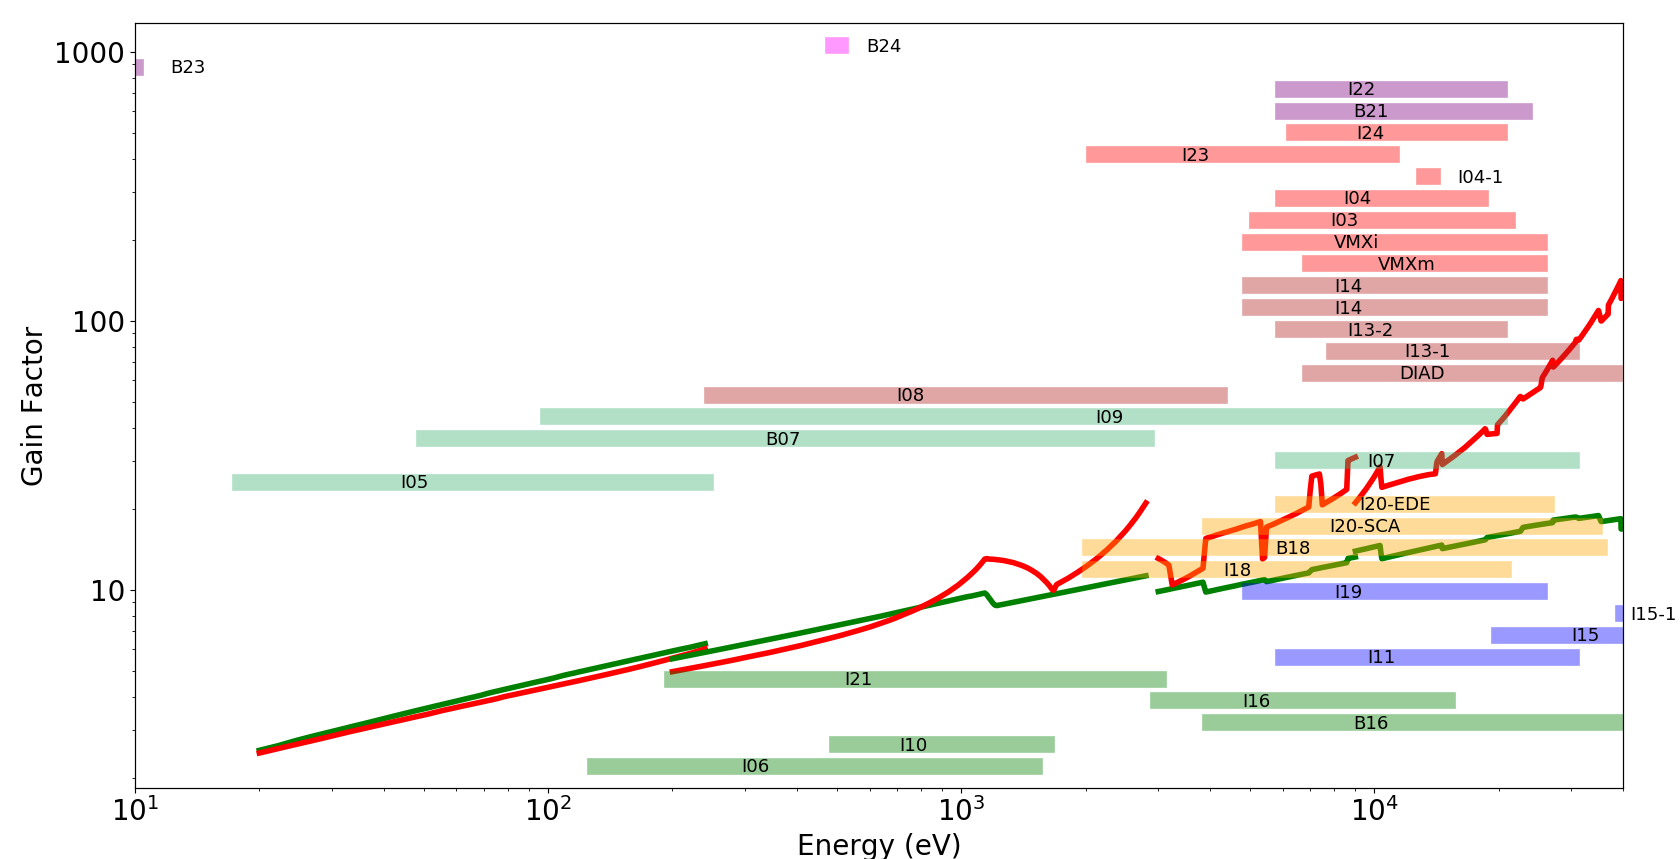 1000
B24
B23
I22
B21
I24
I23
I04-1
I04
I03
VMXi
VMXm
I14
I14
100
I13-2
I13-1
DIAD
I08
I09
B07
I07
I05
I20-EDE
I20-SCA
B18
I18
10
I19
I15-1
I15
I11
I21
I16
B16
I10
I06
Gain Factor
10¹ 10² 10³ 10⁴
Energy (eV)